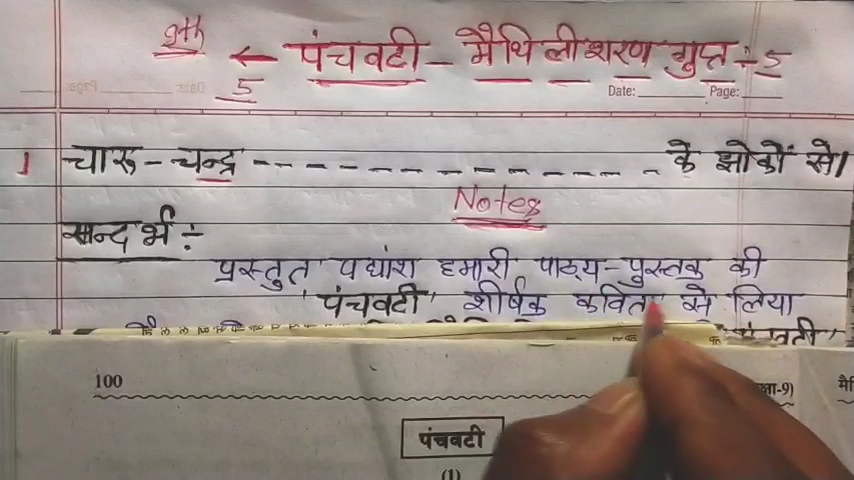 9th ← पंचवटी - मैथिलीशरण गुप्त ÷ 5
5
Date: Page:
1 चारू - चन्द्र - - - - - - - - - - - - - - के झोकों से।
Notes
सन्दर्भ ÷
प्रस्तुत पद्यांश हमारी पाठ्य-पुस्तक की
'पंचवटी' शीर्षक कविता से लिया
100
पंचवटी
(1)